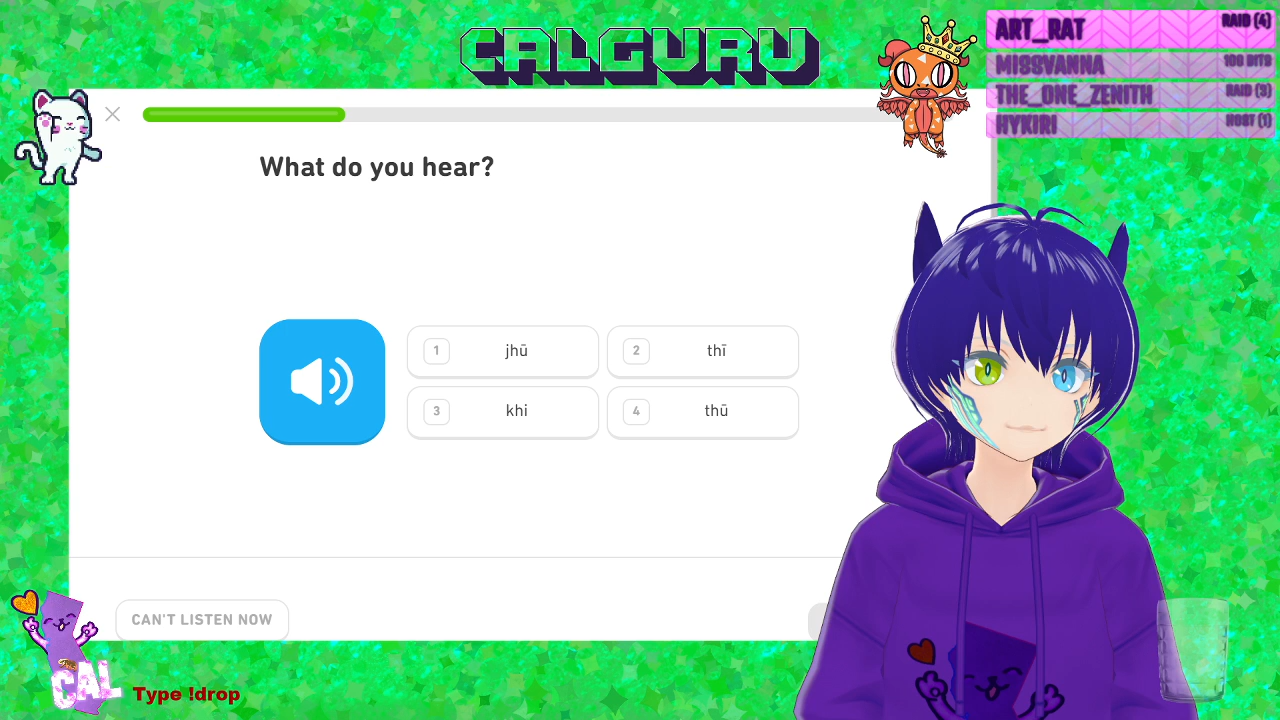 CALGURU
ART_RAT RAID (4)
MISSVANNA 100 BITS
THE_ONE_ZENITH RAID (3)
HYKIRI HOST (1)
What do you hear?
1 jhū
2 thī
3 khi
4 thū
CAN'T LISTEN NOW
CAL
Type !drop